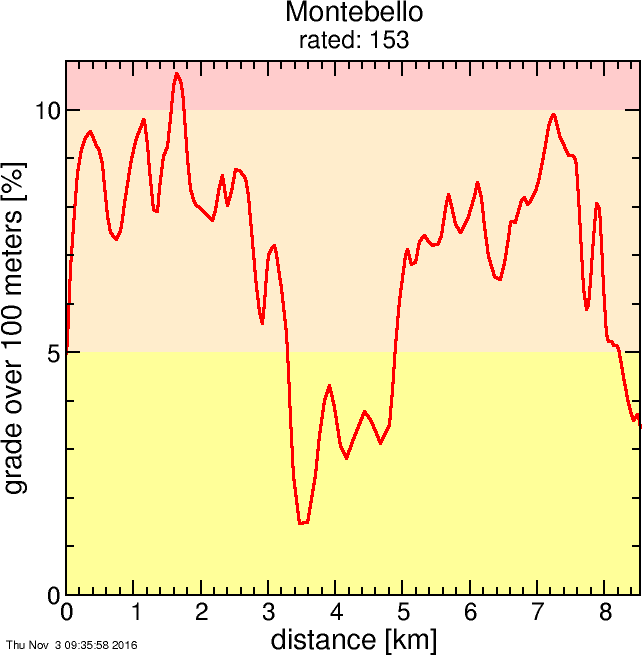 Montebello
rated: 153
grade over 100 meters [%]
10
5
0
0 1 2 3 4 5 6 7 8
distance [km]
Thu Nov 3 09:35:58 2016